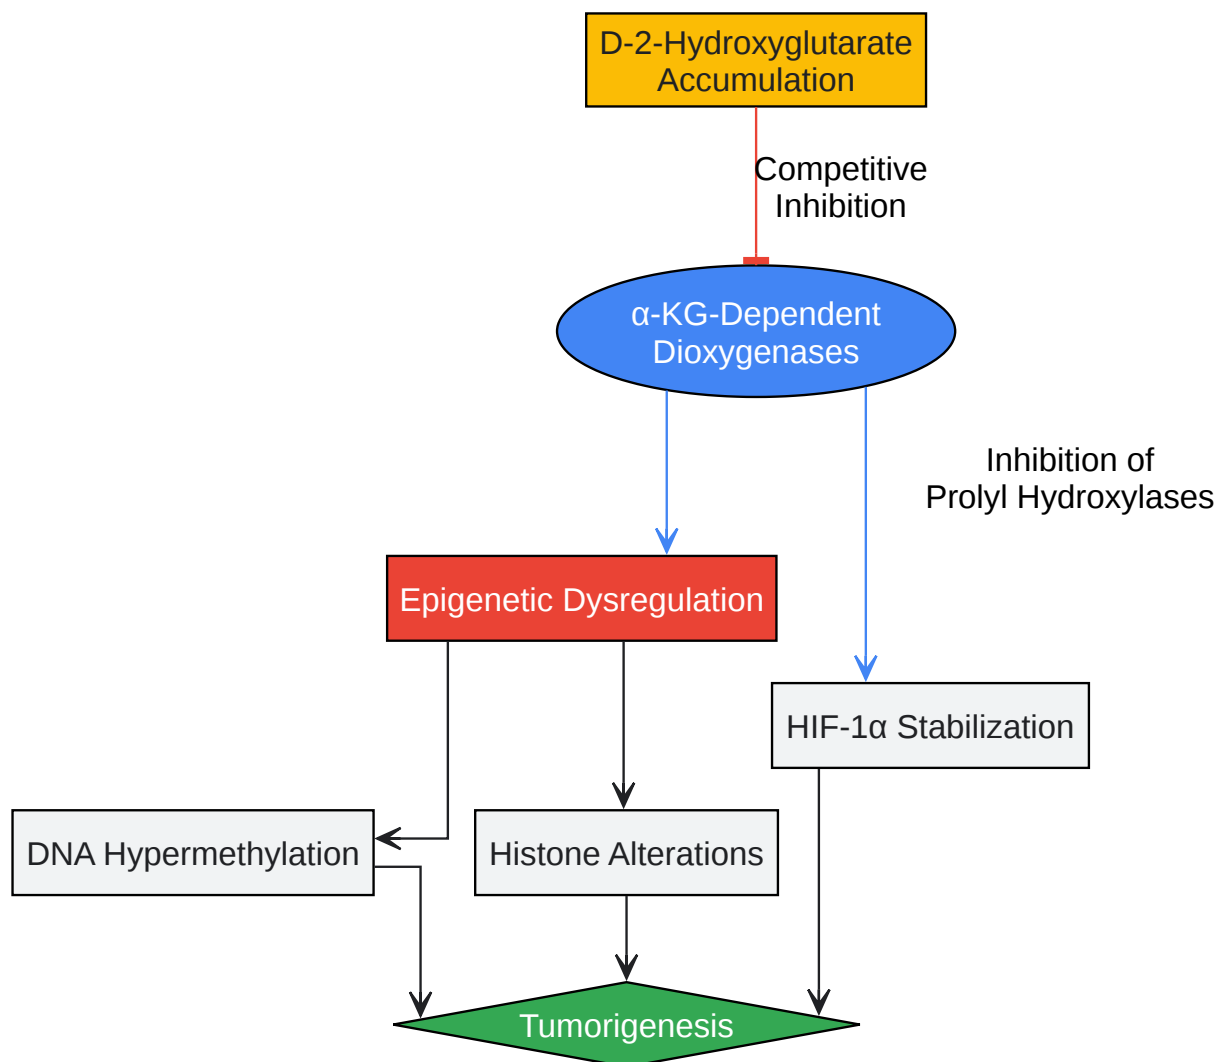 D-2-Hydroxyglutarate
Accumulation
Competitive
Inhibition
α-KG-Dependent
Dioxygenases
Inhibition of
Prolyl Hydroxylases
Epigenetic Dysregulation
HIF-1α Stabilization
DNA Hypermethylation
Histone Alterations
Tumorigenesis